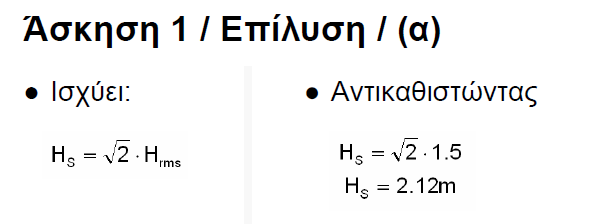 Άσκηση 1 / Επίλυση / (α)
● Ισχύει:
H_S = √2 · H_rms
● Αντικαθιστώντας
H_S = √2 · 1.5
H_S = 2.12m